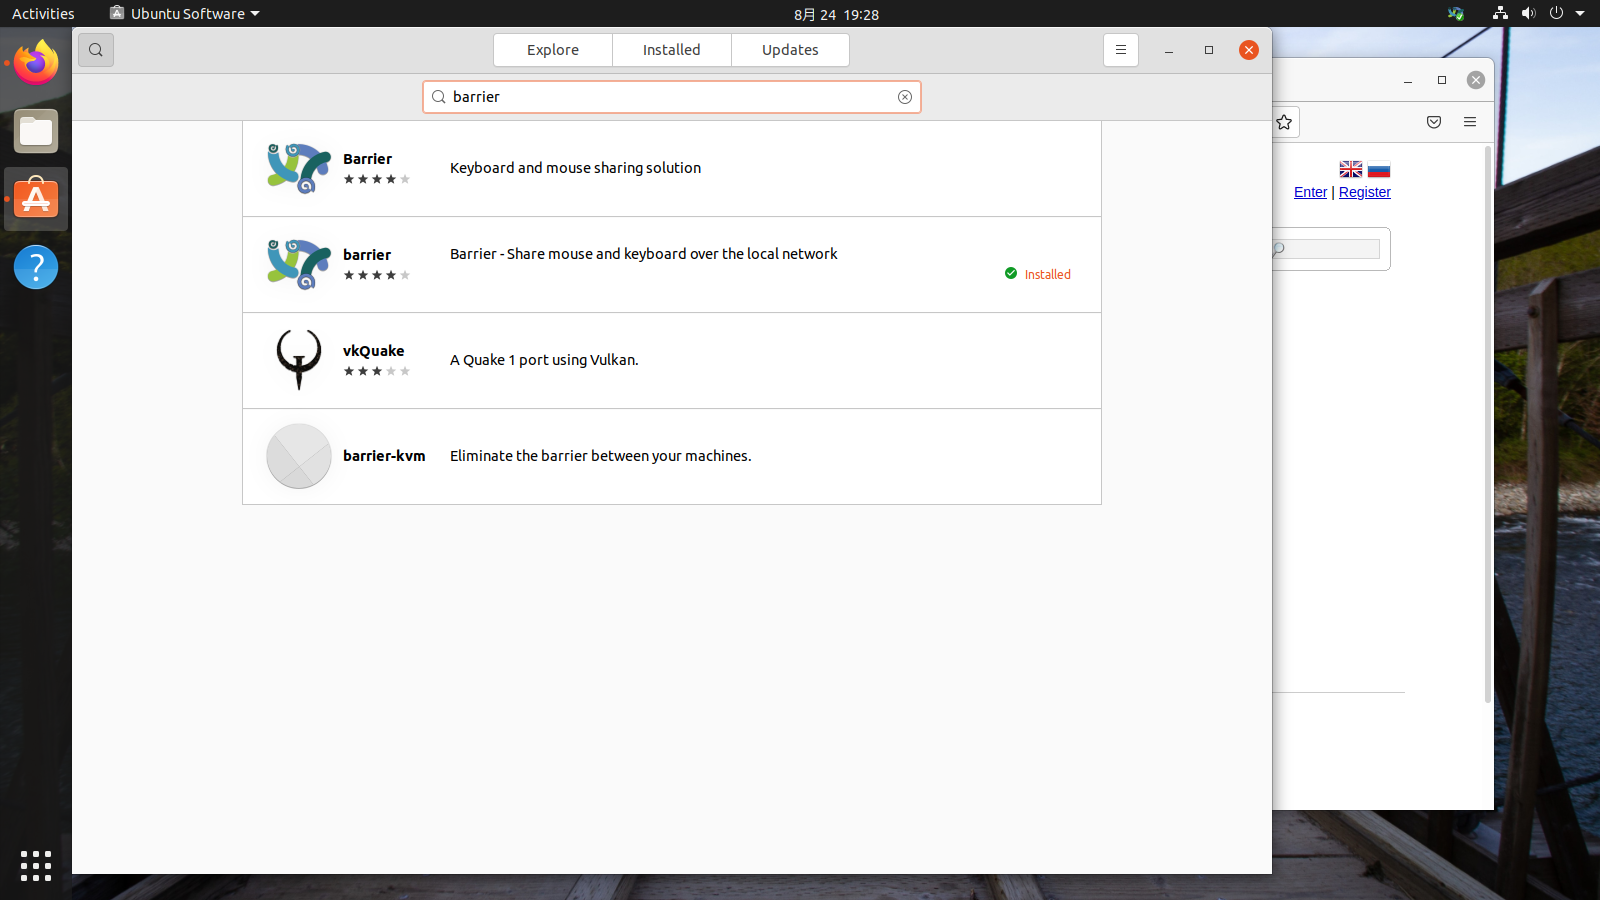 Activities
Ubuntu Software
8月 24 19:28
Explore
Installed
Updates
barrier
Barrier
Keyboard and mouse sharing solution
barrier
Barrier - Share mouse and keyboard over the local network
Installed
vkQuake
A Quake 1 port using Vulkan.
barrier-kvm
Eliminate the barrier between your machines.
Enter | Register